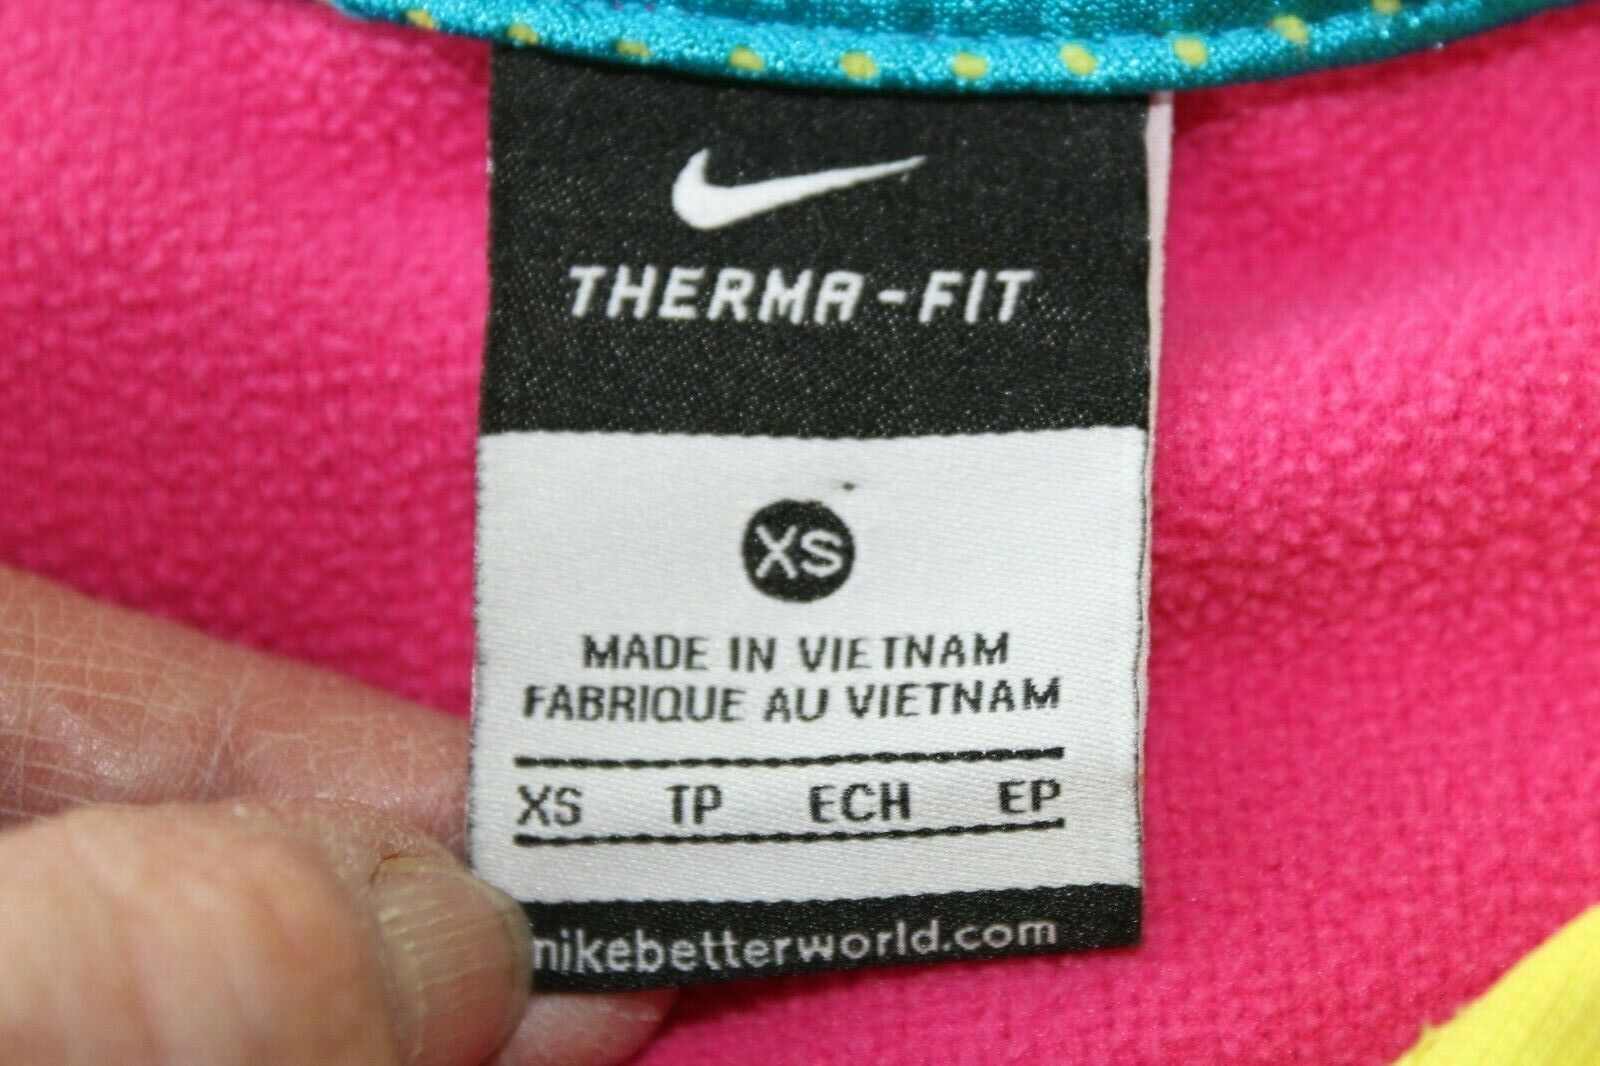 THERMA-FIT
XS
MADE IN VIETNAM
FABRIQUE AU VIETNAM
XS TP ECH EP
nikebetterworld.com